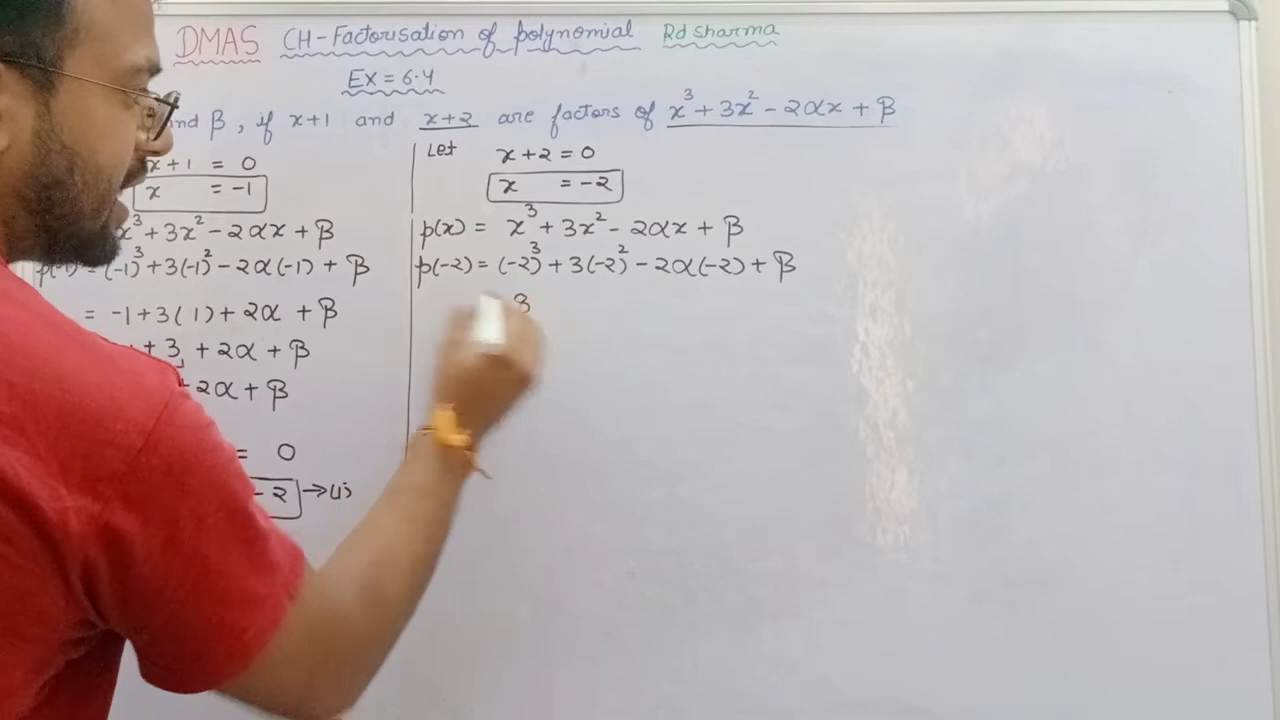 DMAS CH-Factorisation of polynomial Rd Sharma
Ex = 6.4
β, if x+1 and x+2 are factors of x³ + 3x² - 2αx + β
x+1 = 0
x = -1
x³ + 3x² - 2αx + β
(-1)³ + 3(-1)² - 2α(-1) + β
= -1 + 3(1) + 2α + β
+ 3 + 2α + β
2α + β
= 0
- 2 → (i)
Let x+2 = 0
x = -2
p(x) = x³ + 3x² - 2αx + β
p(-2) = (-2)³ + 3(-2)² - 2α(-2) + β
8